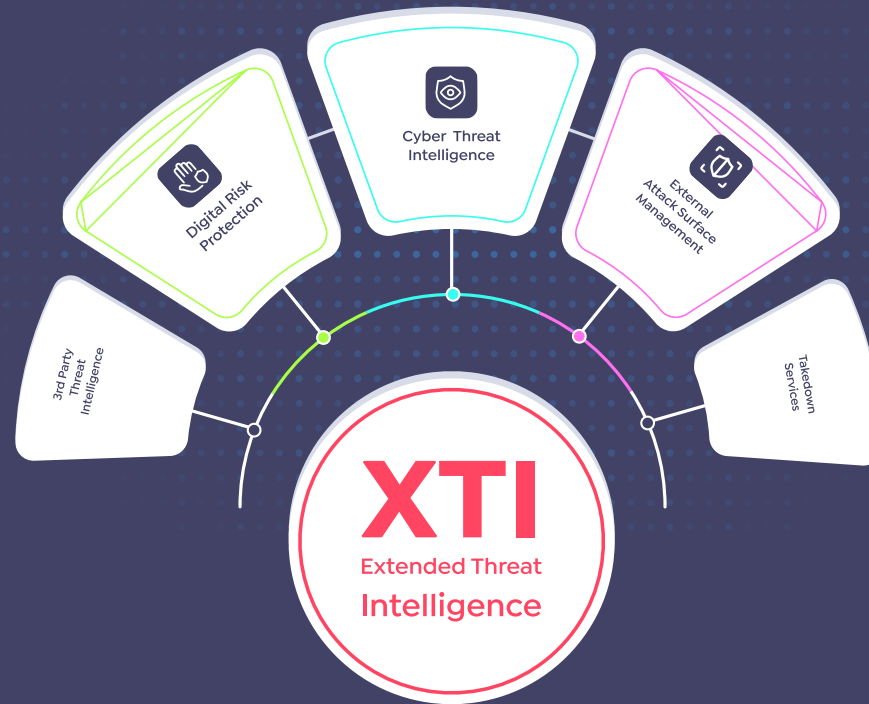 Cyber Threat
Intelligence
Digital Risk
Protection
External
Attack Surface
Management
3rd Party
Threat
Intelligence
Takedown
Services
XTI
Extended Threat
Intelligence